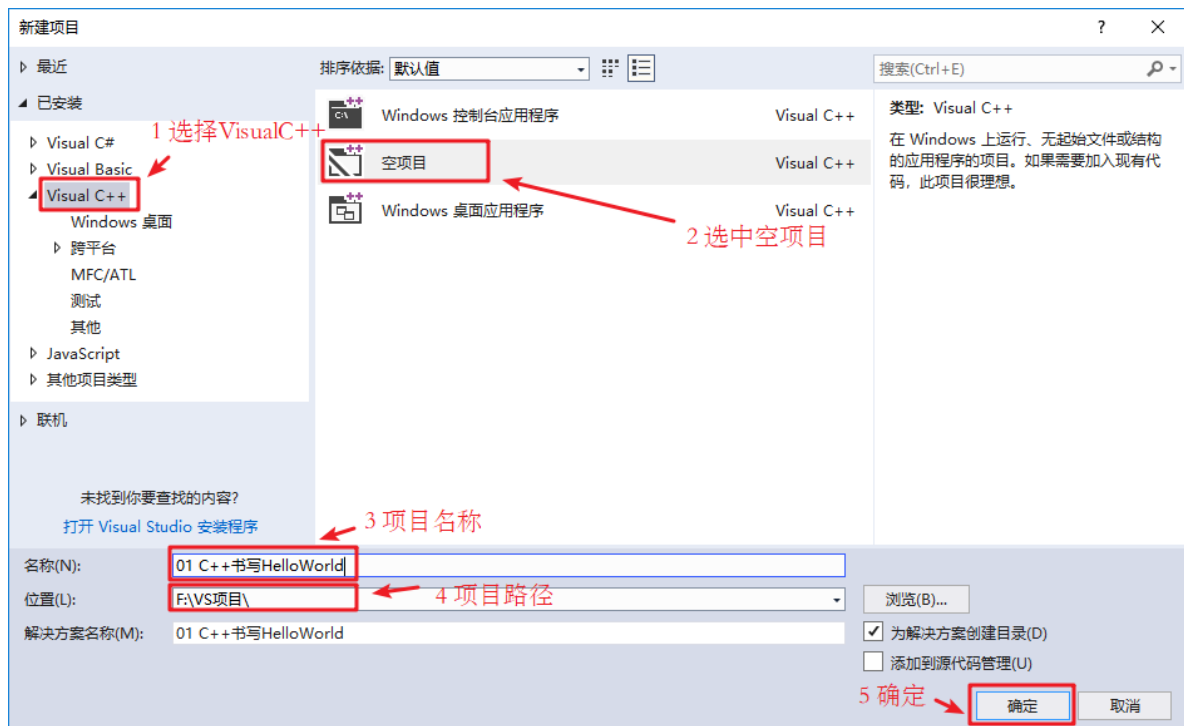 新建项目
?
最近
已安装
1 选择VisualC++
Visual C#
Visual Basic
Visual C++
Windows 桌面
跨平台
MFC/ATL
测试
其他
JavaScript
其他项目类型
联机
未找到你要查找的内容?
打开 Visual Studio 安装程序
排序依据: 默认值
Windows 控制台应用程序 Visual C++
空项目 Visual C++
Windows 桌面应用程序 Visual C++
2 选中空项目
搜索(Ctrl+E)
类型: Visual C++
在 Windows 上运行、无起始文件或结构
的应用程序的项目。如果需要加入现有代
码，此项目很理想。
3 项目名称
名称(N): 01 C++书写HelloWorld
位置(L): F:\VS项目\
4 项目路径
浏览(B)...
解决方案名称(M): 01 C++书写HelloWorld
为解决方案创建目录(D)
添加到源代码管理(U)
5 确定
确定
取消